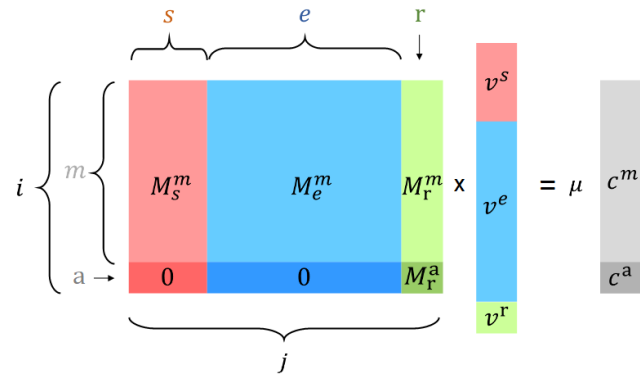 s e r
i m M_s^m M_e^m M_r^m x v^s v^e v^r = μ c^m c^a
a → 0 0 M_r^a
j